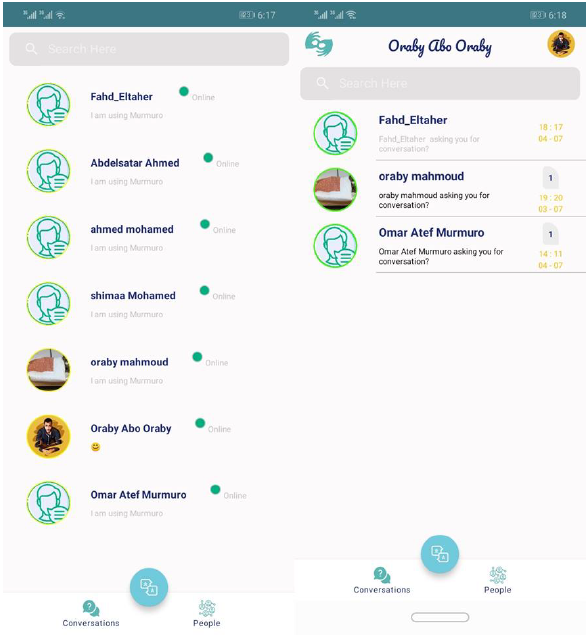 6:17
Search Here
Fahd_Eltaher
Online
I am using Murmuro
Abdelsatar Ahmed
Online
I am using Murmuro
ahmed mohamed
Online
I am using Murmuro
shimaa Mohamed
Online
I am using Murmuro
oraby mahmoud
Online
I am using Murmuro
Oraby Abo Oraby
Online
Omar Atef Murmuro
Online
I am using Murmuro
Conversations
People
6:18
Oraby Abo Oraby
Search Here
Fahd_Eltaher
18 : 17
Fahd_Eltaher asking you for
conversation?
04 - 07
oraby mahmoud
1
oraby mahmoud asking you for
conversation?
19 : 20
03 - 07
Omar Atef Murmuro
1
Omar Atef Murmuro asking you for
conversation?
14 : 11
04 - 07
Conversations
People